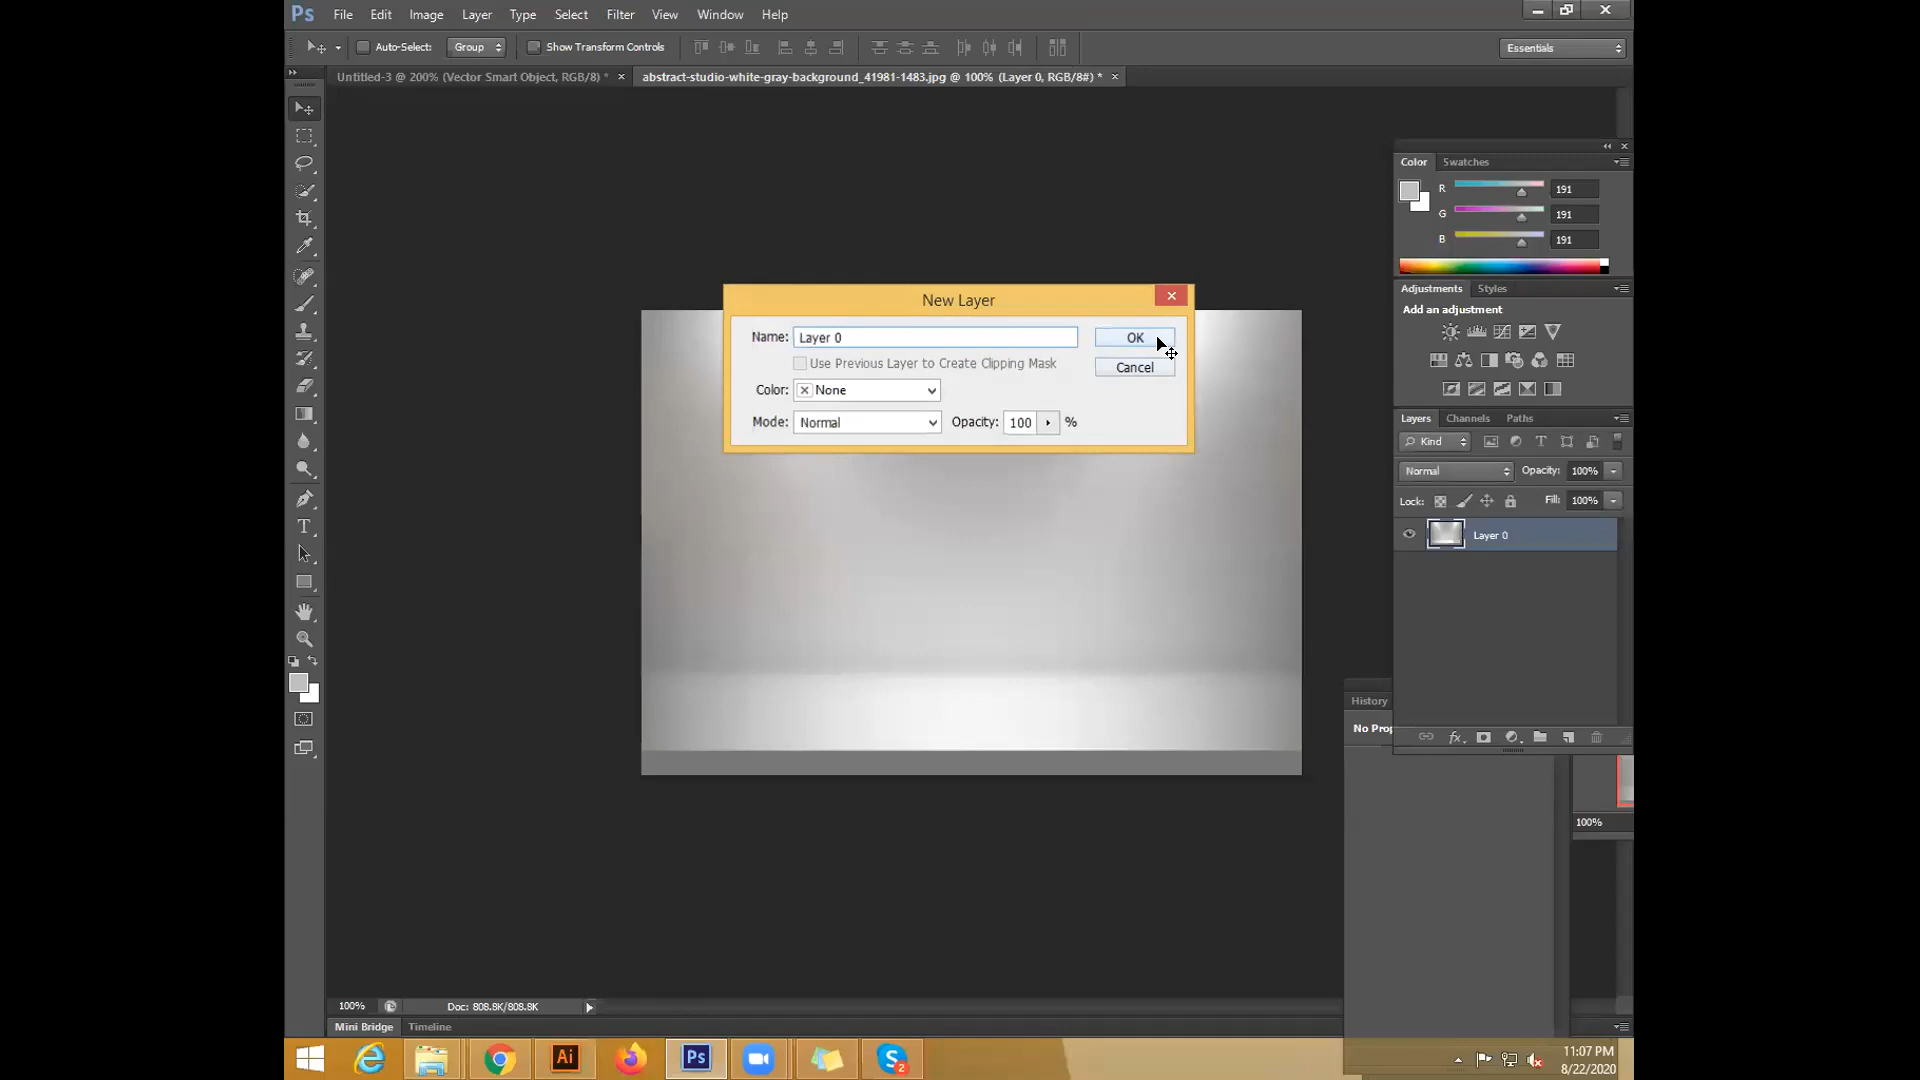 Ps File Edit Image Layer Type Select Filter View Window Help
Auto-Select: Group Show Transform Controls Essentials
Untitled-3 @ 200% (Vector Smart Object, RGB/8) * × abstract-studio-white-gray-background_41981-1483.jpg @ 100% (Layer 0, RGB/8#) * ×
Color Swatches
R 191
G 191
B 191
Adjustments Styles
Add an adjustment
New Layer
Name: Layer 0 OK
Use Previous Layer to Create Clipping Mask Cancel
Color: None
Mode: Normal Opacity: 100 %
Layers Channels Paths
Kind
Normal Opacity: 100%
Lock: Fill: 100%
Layer 0
History
No Prop
100%
100% Doc: 808.8K/808.8K
Mini Bridge Timeline
Ai Ps 2
11:07 PM
8/22/2020